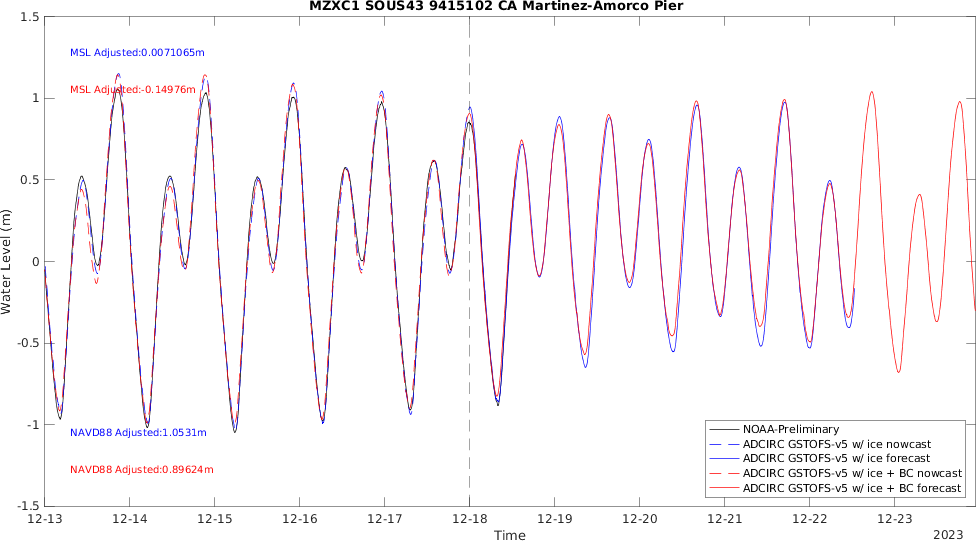 MZXC1 SOUS43 9415102 CA Martinez-Amorco Pier
1.5
MSL Adjusted:0.0071065m
1
MSL Adjusted:-0.14976m
0.5
0
-0.5
-1
NAVD88 Adjusted:1.0531m
NAVD88 Adjusted:0.89624m
-1.5
Water Level (m)
NOAA-Preliminary
ADCIRC GSTOFS-v5 w/ ice nowcast
ADCIRC GSTOFS-v5 w/ ice forecast
ADCIRC GSTOFS-v5 w/ ice + BC nowcast
ADCIRC GSTOFS-v5 w/ ice + BC forecast
12-13 12-14 12-15 12-16 12-17 12-18 12-19 12-20 12-21 12-22 12-23
Time
2023